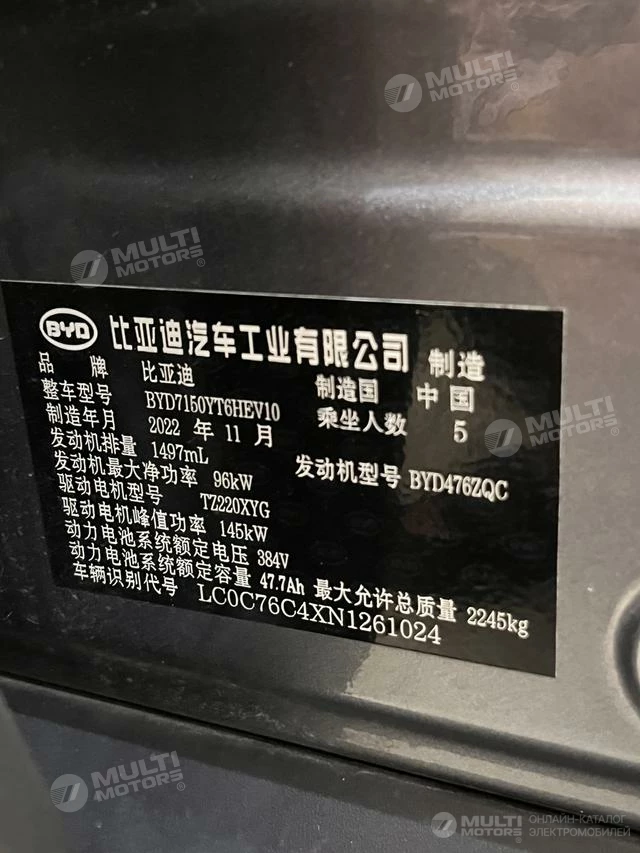 MULTI
MOTORS®
MULTI
MOTORS®
BYD 比亚迪汽车工业有限公司 制造
品 牌 比亚迪 制造国 中 国
整车型号 BYD7150YT6HEV10 乘坐人数 5
制造年月 2022 年 11 月
发动机排量 1497mL 发动机型号 BYD476ZQC
发动机最大净功率 96kW
驱动电机型号 TZ220XYG
驱动电机峰值功率 145kW
动力电池系统额定电压 384V
动力电池系统额定容量 47.7Ah 最大允许总质量 2245kg
车辆识别代号 LC0C76C4XN1261024
MULTI
MOTORS®
MULTI
MOTORS®
MULTI
MOTORS®
ОНЛАЙН-КАТАЛОГ
ЭЛЕКТРОМОБИЛЕЙ